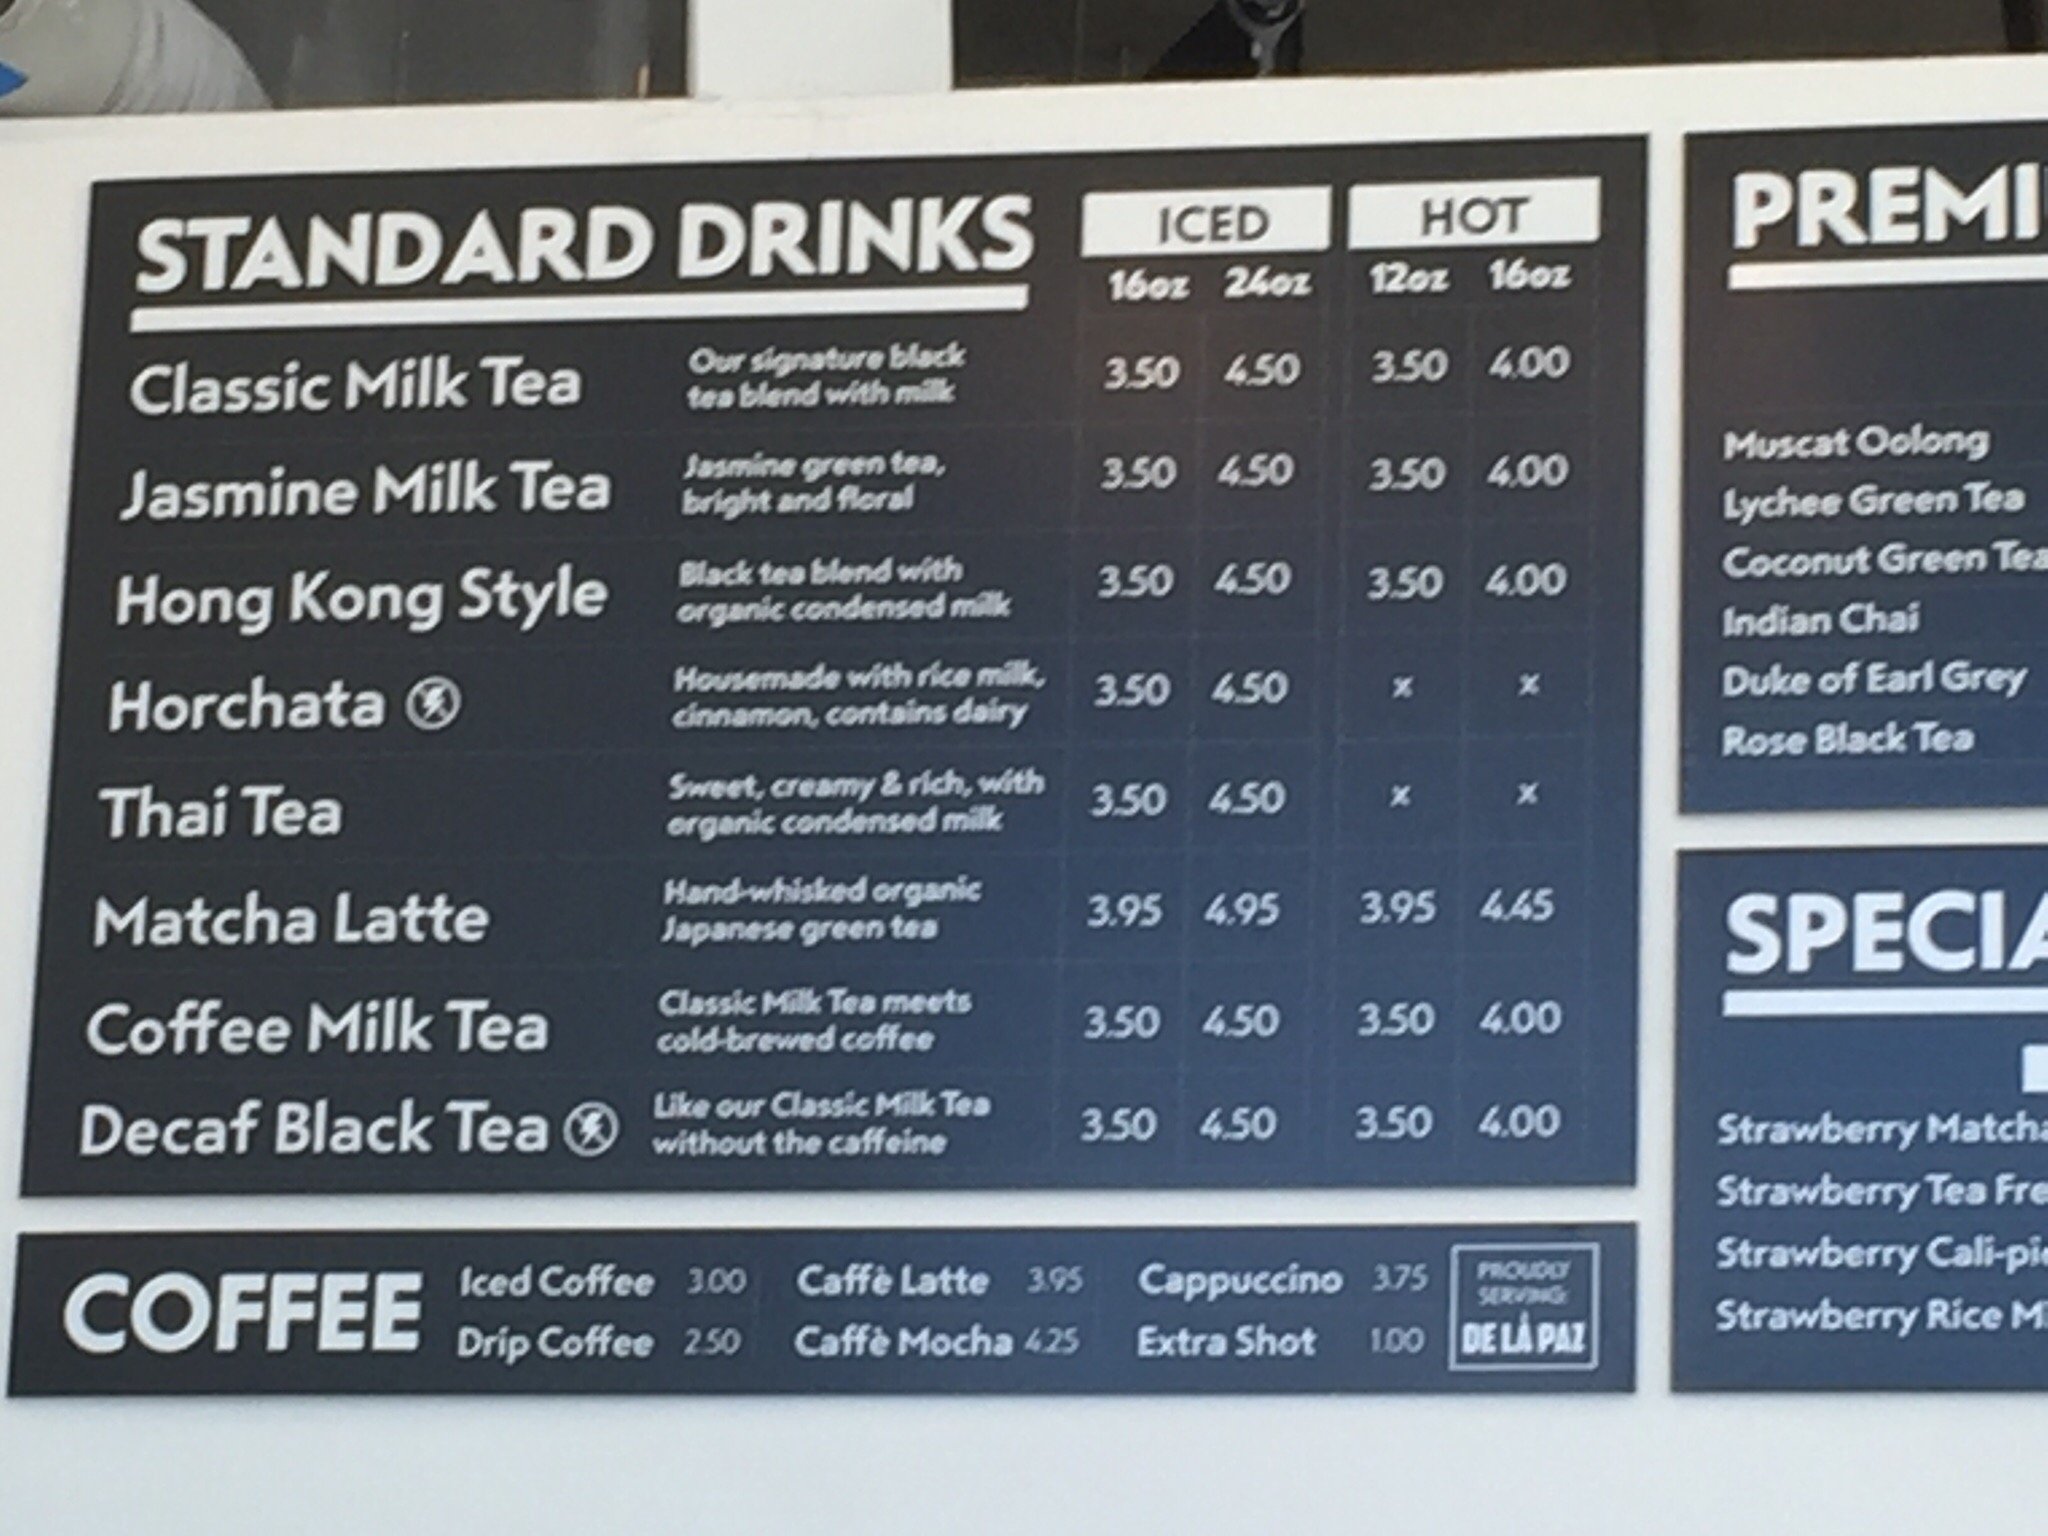 STANDARD DRINKS ICED HOT
16oz 24oz 12oz 16oz
Classic Milk Tea Our signature black tea blend with milk 3.50 4.50 3.50 4.00
Jasmine Milk Tea Jasmine green tea, bright and floral 3.50 4.50 3.50 4.00
Hong Kong Style Black tea blend with organic condensed milk 3.50 4.50 3.50 4.00
Horchata Housemade with rice milk, cinnamon, contains dairy 3.50 4.50 x x
Thai Tea Sweet, creamy & rich, with organic condensed milk 3.50 4.50 x x
Matcha Latte Hand-whisked organic Japanese green tea 3.95 4.95 3.95 4.45
Coffee Milk Tea Classic Milk Tea meets cold-brewed coffee 3.50 4.50 3.50 4.00
Decaf Black Tea Like our Classic Milk Tea without the caffeine 3.50 4.50 3.50 4.00
COFFEE
Iced Coffee 3.00 Caffè Latte 3.95 Cappuccino 3.75
Drip Coffee 2.50 Caffè Mocha 4.25 Extra Shot 1.00
PROUDLY
SERVING:
DE LA PAZ
PREMI
Muscat Oolong
Lychee Green Tea
Coconut Green Tea
Indian Chai
Duke of Earl Grey
Rose Black Tea
SPECIA
Strawberry Matcha
Strawberry Tea Fre
Strawberry Cali-pi
Strawberry Rice Mi